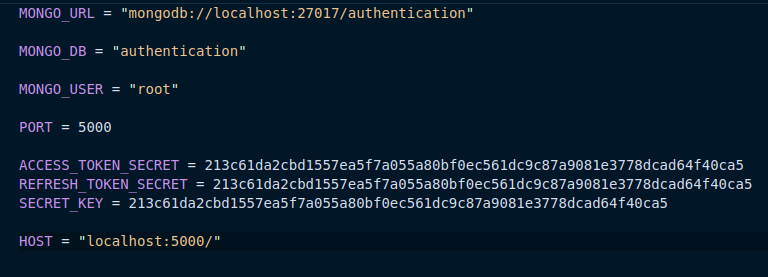 MONGO_URL = "mongodb://localhost:27017/authentication"
MONGO_DB = "authentication"
MONGO_USER = "root"
PORT = 5000
ACCESS_TOKEN_SECRET = 213c61da2cbd1557ea5f7a055a80bf0ec561dc9c87a9081e3778dcad64f40ca5
REFRESH_TOKEN_SECRET = 213c61da2cbd1557ea5f7a055a80bf0ec561dc9c87a9081e3778dcad64f40ca5
SECRET_KEY = 213c61da2cbd1557ea5f7a055a80bf0ec561dc9c87a9081e3778dcad64f40ca5
HOST = "localhost:5000/"